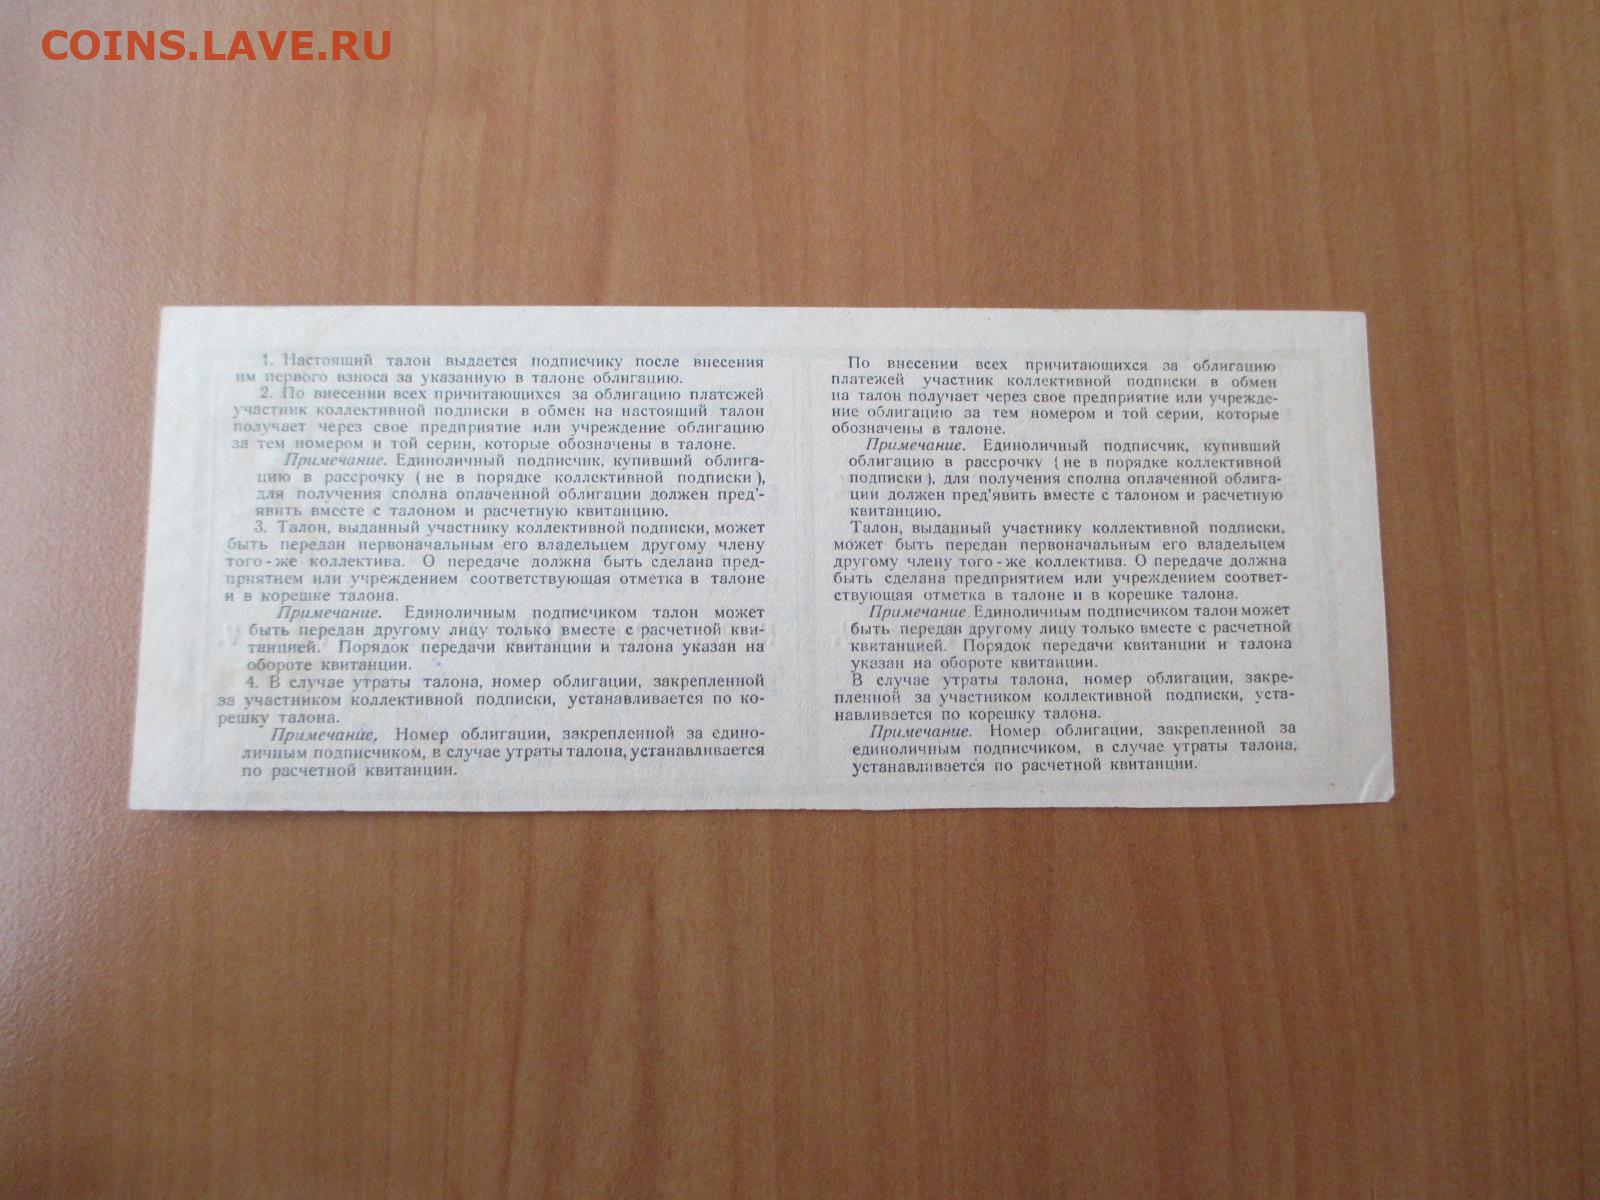 COINS.LAVE.RU
1. Настоящий талон выдается подписчику после внесения
им первого взноса за указанную в талоне облигацию.
2. По внесении всех причитающихся за облигацию платежей
участник коллективной подписки в обмен на настоящий талон
получает через свое предприятие или учреждение облигацию
за тем номером и той серии, которые обозначены в талоне.
Примечание. Единоличный подписчик, купивший облига-
цию в рассрочку (не в порядке коллективной подписки),
для получения сполна оплаченной облигации должен пред'-
явить вместе с талоном и расчетную квитанцию.
3. Талон, выданный участнику коллективной подписки, может
быть передан первоначальным его владельцем другому члену
того-же коллектива. О передаче должна быть сделана пред-
приятием или учреждением соответствующая отметка в талоне
и в корешке талона.
Примечание. Единоличным подписчиком талон может
быть передан другому лицу только вместе с расчетной кви-
танцией. Порядок передачи квитанции и талона указан на
обороте квитанции.
4. В случае утраты талона, номер облигации, закрепленной
за участником коллективной подписки, устанавливается по ко-
решку талона.
Примечание. Номер облигации, закрепленной за едино-
личным подписчиком, в случае утраты талона, устанавливается
по расчетной квитанции.
По внесении всех причитающихся за облигацию
платежей участник коллективной подписки в обмен
на талон получает через свое предприятие или учрежде-
ние облигацию за тем номером и той серии, которые
обозначены в талоне.
Примечание. Единоличный подписчик, купивший
облигацию в рассрочку (не в порядке коллективной
подписки), для получения сполна оплаченной облига-
ции должен пред'явить вместе с талоном и расчетную
квитанцию.
Талон, выданный участнику коллективной подписки,
может быть передан первоначальным его владельцем
другому члену того-же коллектива. О передаче должна
быть сделана предприятием или учреждением соответ-
ствующая отметка в талоне и в корешке талона.
Примечание Единоличным подписчиком талон может
быть передан другому лицу только вместе с расчетной
квитанцией. Порядок передачи квитанции и талона
указан на обороте квитанции.
В случае утраты талона, номер облигации, закре-
пленной за участником коллективной подписки, уста-
навливается по корешку талона.
Примечание. Номер облигации, закрепленной за
единоличным подписчиком, в случае утраты талона,
устанавливается по расчетной квитанции.